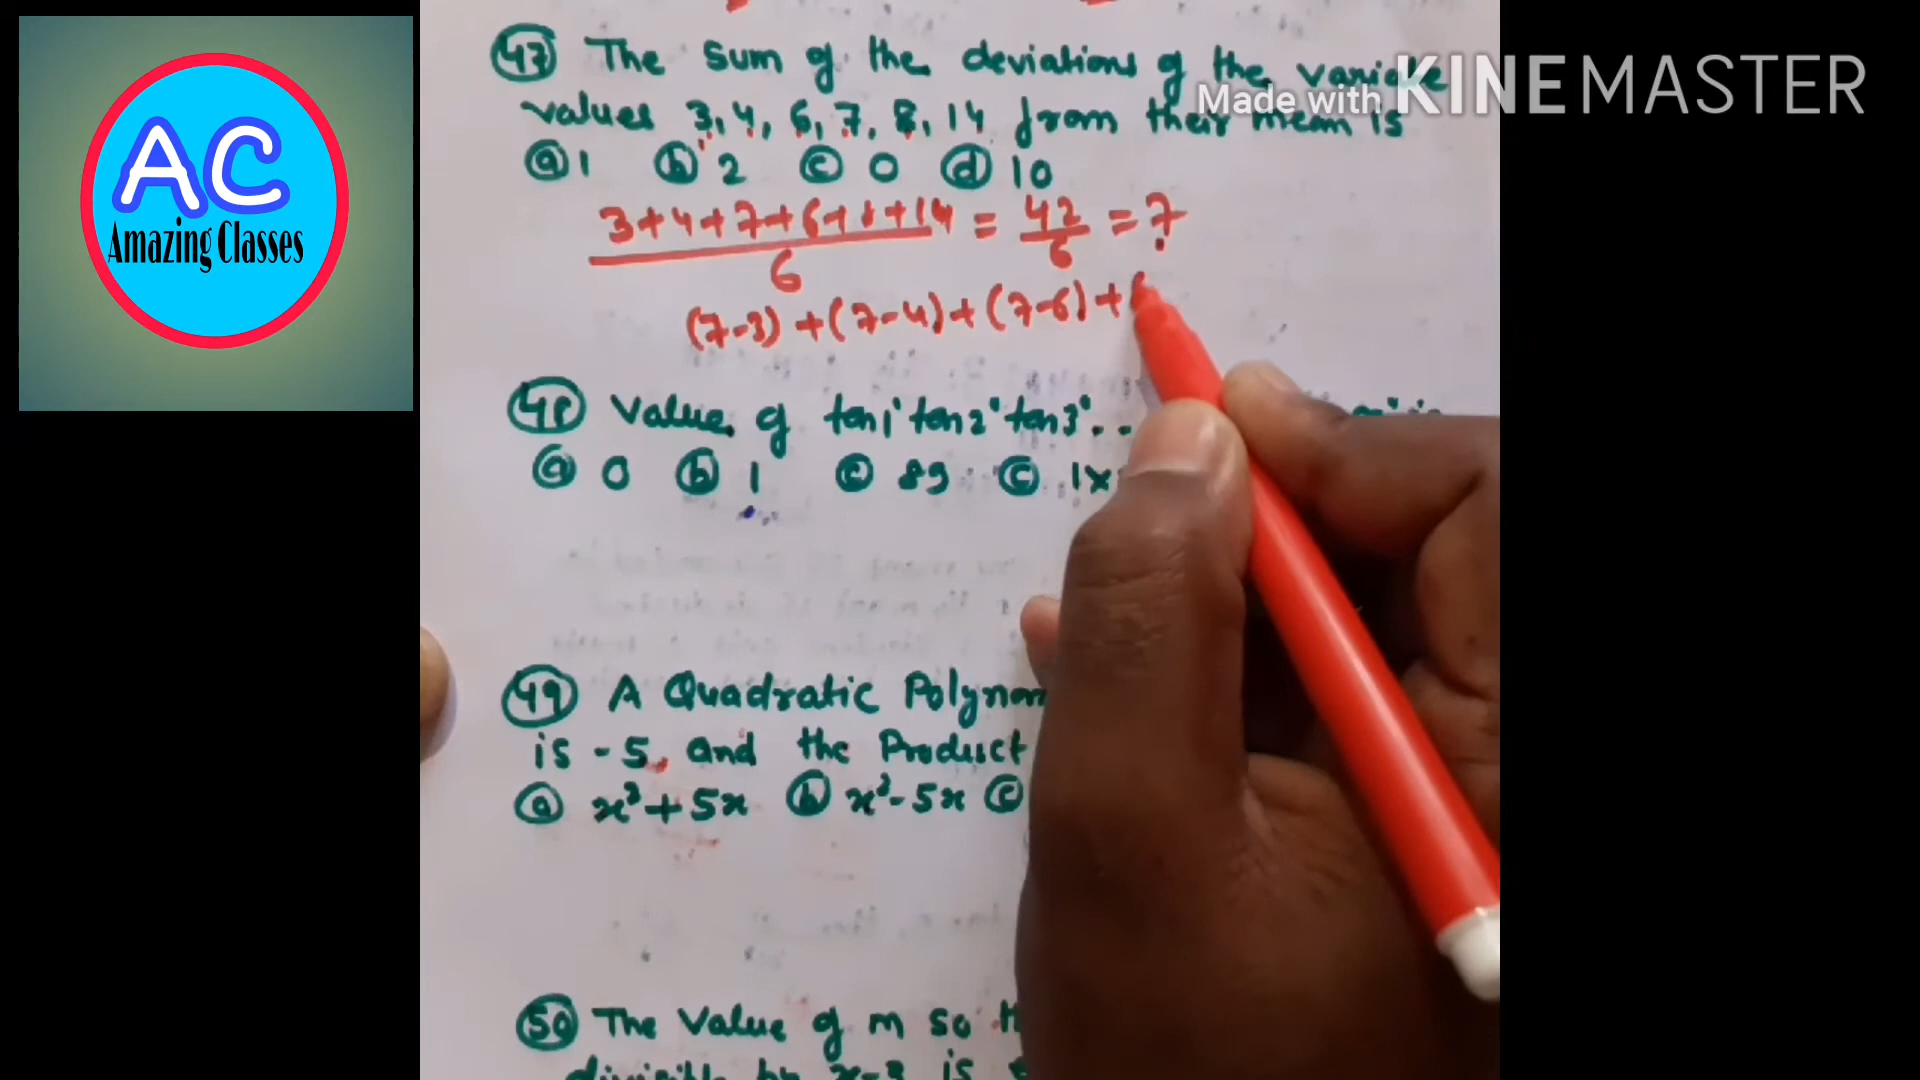 AC
Amazing Classes
Made with KINEMASTER
47 The sum of the deviations of the
values 3, 4, 6, 7, 8, 14 from their mean is
a 1 b 2 c 0 d 10
3+4+7+6+8+14 / 6 = 42/6 = 7
(7-3) + (7-4) + (7-6) + (
48 Value of tan1° tan2° tan3° . .
a 0 b 1 c 89 c 1x
49 A Quadratic Polynom
is -5, and the Product
a x²+5x b x²-5x c
50 The value of m so
divisible by x-3 is